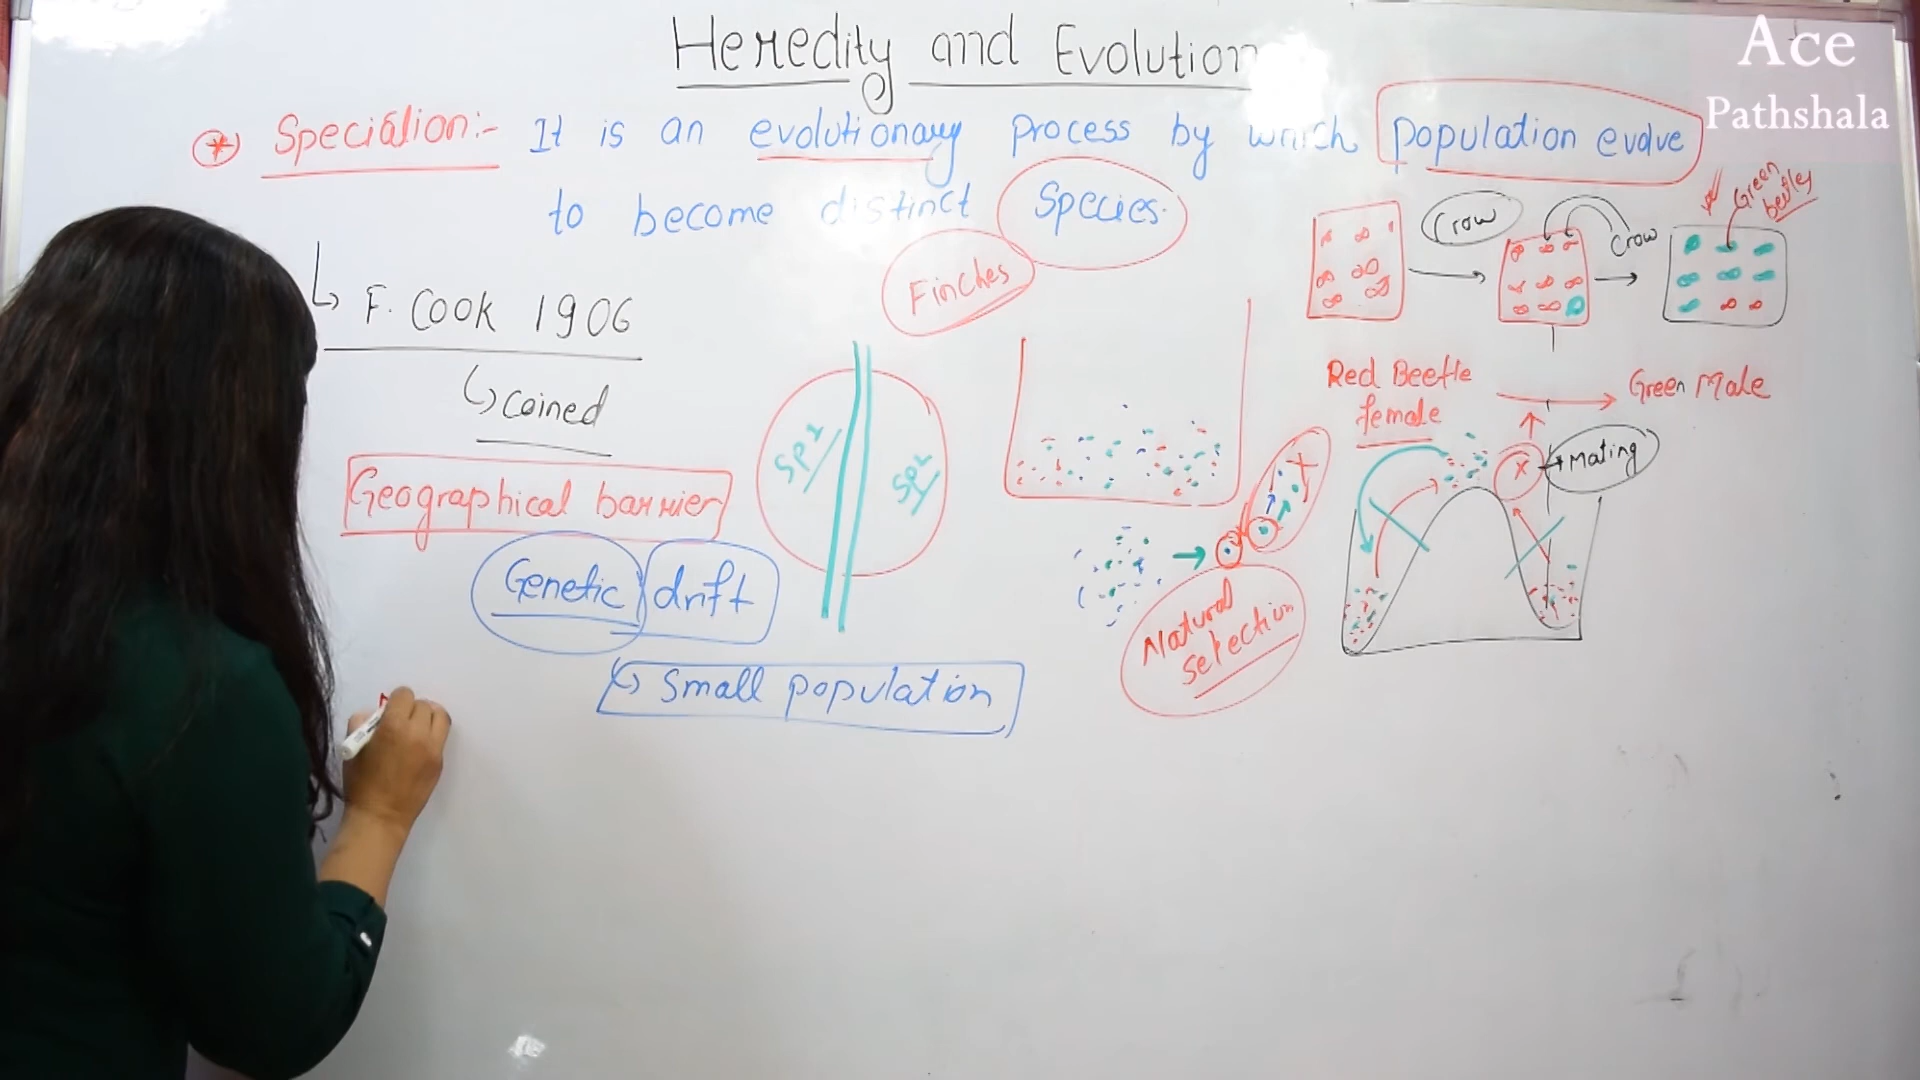 Heredity and Evolution
Ace
Pathshala
* Speciation:- It is an evolutionary process by which population evolve
to become distinct Species.
Finches
F. Cook 1906
coined
Geographical barrier
Genetic drift
Small population
SP1
SP2
Natural
selection
Crow
Crow
Green
beetles
Red Beetle
female
Green Male
x
Mating